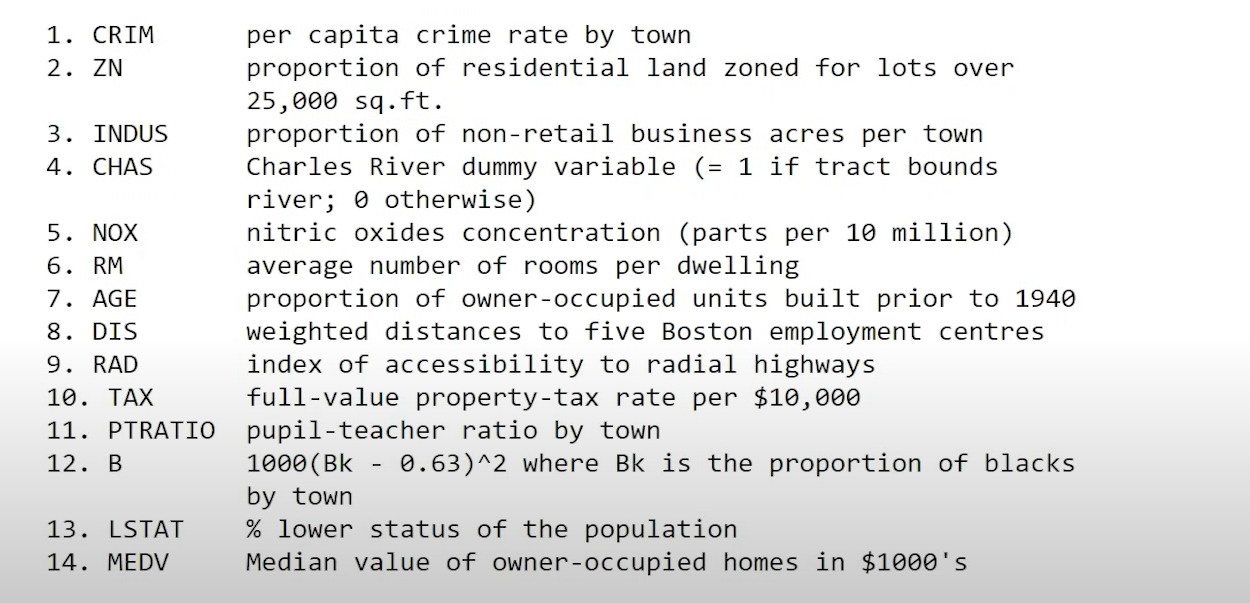 1. CRIM per capita crime rate by town
2. ZN proportion of residential land zoned for lots over
25,000 sq.ft.
3. INDUS proportion of non-retail business acres per town
4. CHAS Charles River dummy variable (= 1 if tract bounds
river; 0 otherwise)
5. NOX nitric oxides concentration (parts per 10 million)
6. RM average number of rooms per dwelling
7. AGE proportion of owner-occupied units built prior to 1940
8. DIS weighted distances to five Boston employment centres
9. RAD index of accessibility to radial highways
10. TAX full-value property-tax rate per $10,000
11. PTRATIO pupil-teacher ratio by town
12. B 1000(Bk - 0.63)^2 where Bk is the proportion of blacks
by town
13. LSTAT % lower status of the population
14. MEDV Median value of owner-occupied homes in $1000's